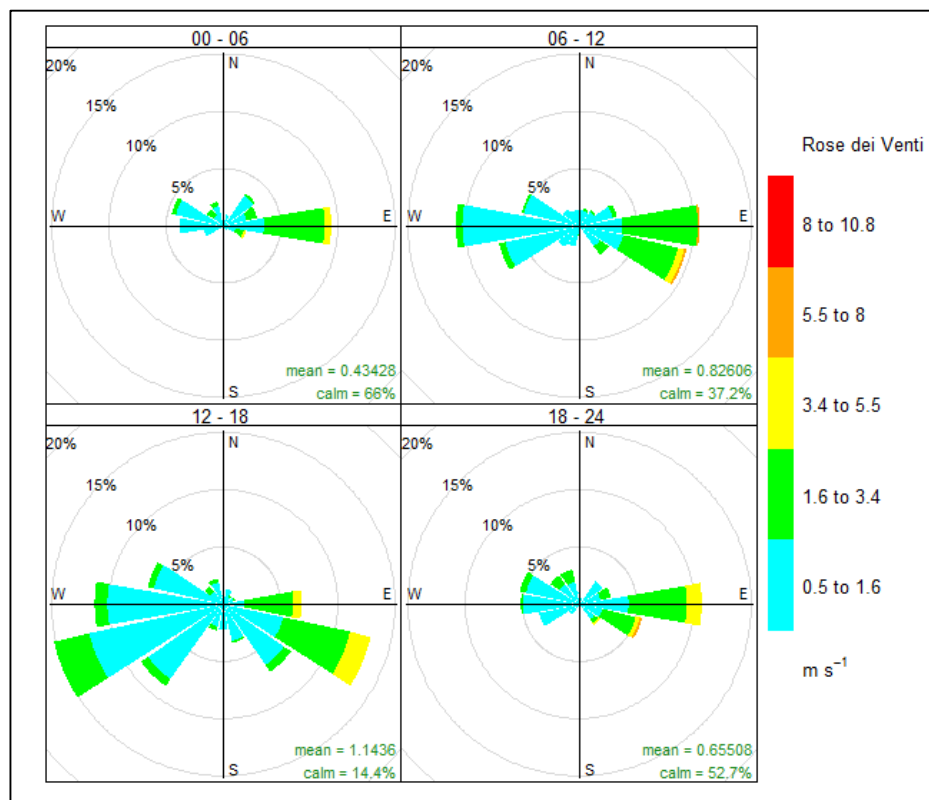 00 - 06
20%
15%
10%
5%
N
W
E
S
mean = 0.43428
calm = 66%
06 - 12
20%
15%
10%
5%
N
W
E
S
mean = 0.82606
calm = 37.2%
12 - 18
20%
15%
10%
5%
N
W
E
S
mean = 1.1436
calm = 14.4%
18 - 24
20%
15%
10%
5%
N
W
E
S
mean = 0.65508
calm = 52.7%
Rose dei Venti
8 to 10.8
5.5 to 8
3.4 to 5.5
1.6 to 3.4
0.5 to 1.6
m s⁻¹